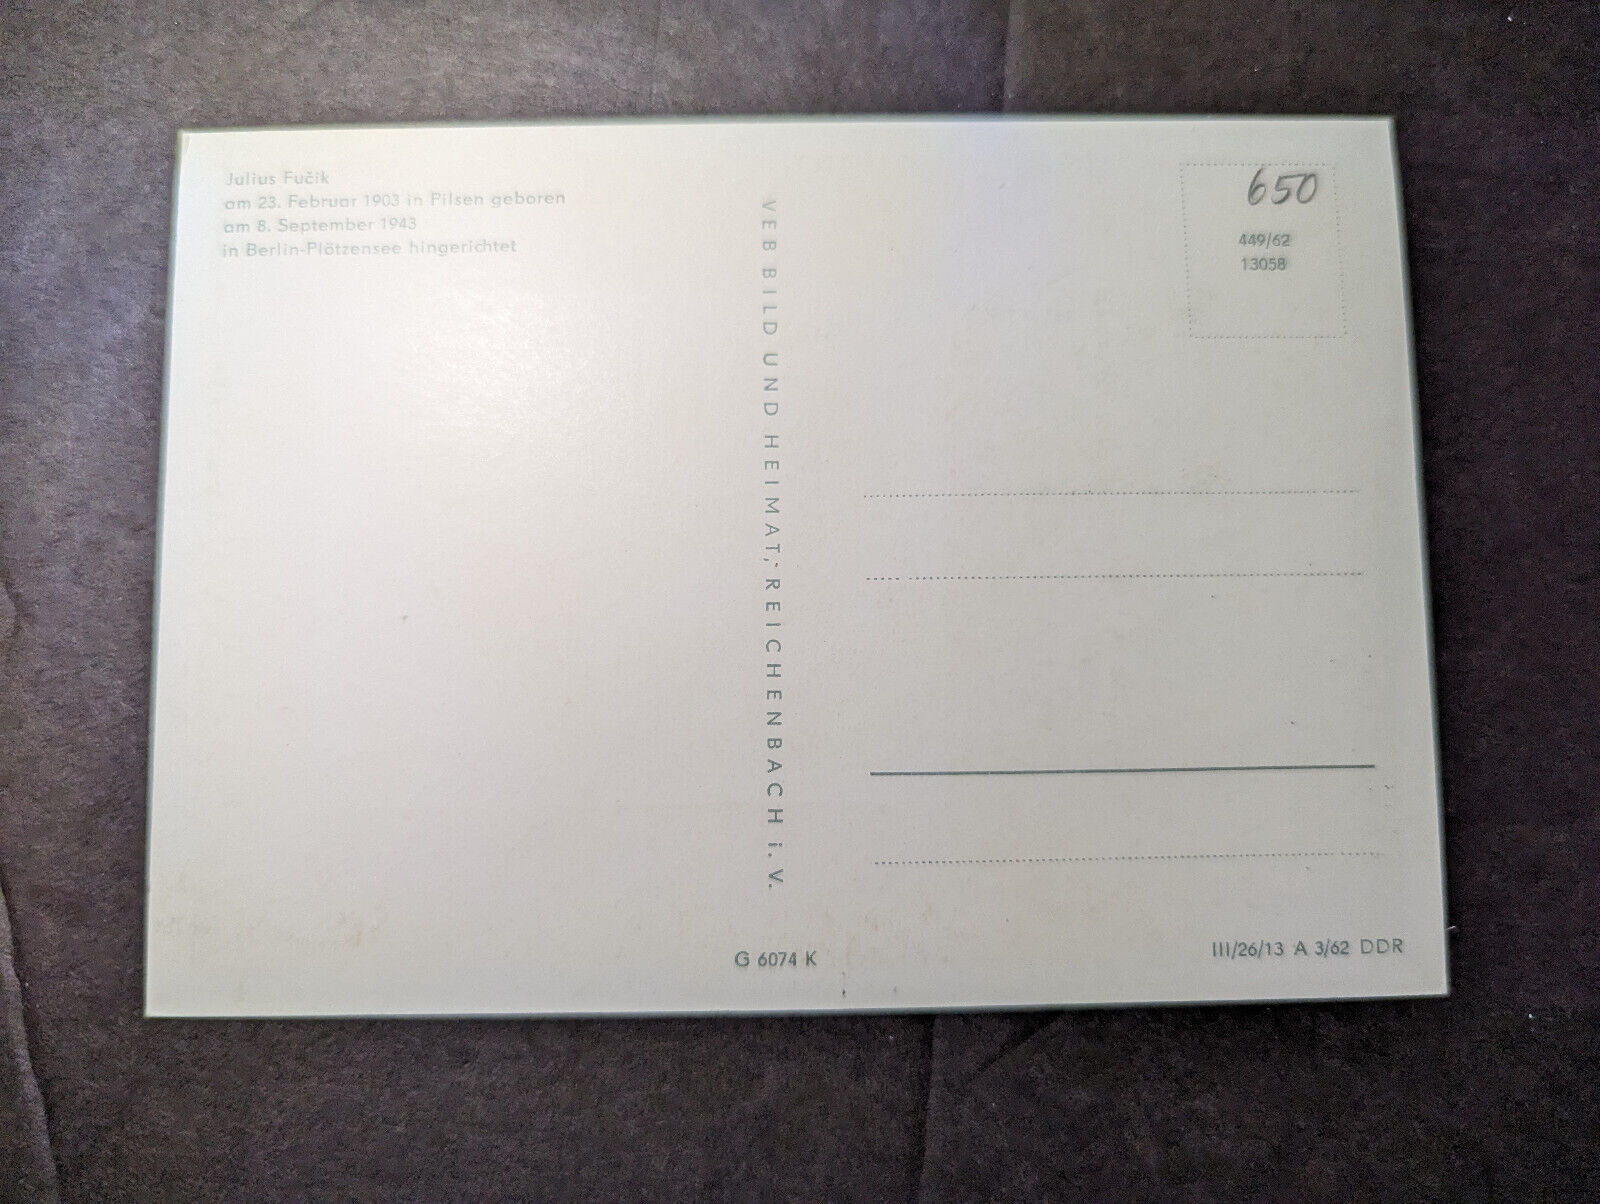 Julius Fučik
am 23. Februar 1903 in Pilsen geboren
am 8. September 1943
in Berlin-Plötzensee hingerichtet
VEB BILD UND HEIMAT, REICHENBACH i. V.
650
449/62
13058
G 6074 K
III/26/13 A 3/62 DDR